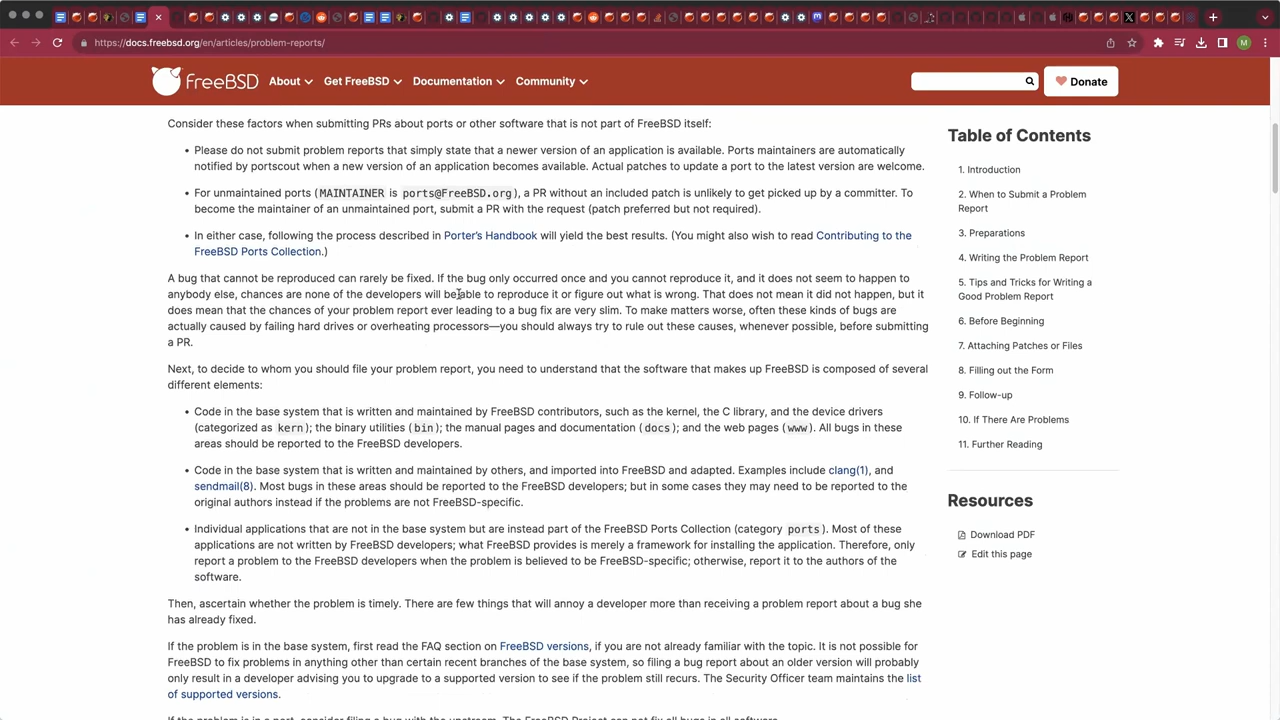 https://docs.freebsd.org/en/articles/problem-reports/
M
FreeBSD
About
Get FreeBSD
Documentation
Community
Donate
Consider these factors when submitting PRs about ports or other software that is not part of FreeBSD itself:
• Please do not submit problem reports that simply state that a newer version of an application is available. Ports maintainers are automatically
notified by portscout when a new version of an application becomes available. Actual patches to update a port to the latest version are welcome.
• For unmaintained ports (MAINTAINER is ports@FreeBSD.org), a PR without an included patch is unlikely to get picked up by a committer. To
become the maintainer of an unmaintained port, submit a PR with the request (patch preferred but not required).
• In either case, following the process described in Porter's Handbook will yield the best results. (You might also wish to read Contributing to the
FreeBSD Ports Collection.)
A bug that cannot be reproduced can rarely be fixed. If the bug only occurred once and you cannot reproduce it, and it does not seem to happen to
anybody else, chances are none of the developers will be able to reproduce it or figure out what is wrong. That does not mean it did not happen, but it
does mean that the chances of your problem report ever leading to a bug fix are very slim. To make matters worse, often these kinds of bugs are
actually caused by failing hard drives or overheating processors—you should always try to rule out these causes, whenever possible, before submitting
a PR.
Next, to decide to whom you should file your problem report, you need to understand that the software that makes up FreeBSD is composed of several
different elements:
• Code in the base system that is written and maintained by FreeBSD contributors, such as the kernel, the C library, and the device drivers
(categorized as kern); the binary utilities (bin); the manual pages and documentation (docs); and the web pages (www). All bugs in these
areas should be reported to the FreeBSD developers.
• Code in the base system that is written and maintained by others, and imported into FreeBSD and adapted. Examples include clang(1), and
sendmail(8). Most bugs in these areas should be reported to the FreeBSD developers; but in some cases they may need to be reported to the
original authors instead if the problems are not FreeBSD-specific.
• Individual applications that are not in the base system but are instead part of the FreeBSD Ports Collection (category ports). Most of these
applications are not written by FreeBSD developers; what FreeBSD provides is merely a framework for installing the application. Therefore, only
report a problem to the FreeBSD developers when the problem is believed to be FreeBSD-specific; otherwise, report it to the authors of the
software.
Then, ascertain whether the problem is timely. There are few things that will annoy a developer more than receiving a problem report about a bug she
has already fixed.
If the problem is in the base system, first read the FAQ section on FreeBSD versions, if you are not already familiar with the topic. It is not possible for
FreeBSD to fix problems in anything other than certain recent branches of the base system, so filing a bug report about an older version will probably
only result in a developer advising you to upgrade to a supported version to see if the problem still recurs. The Security Officer team maintains the list
of supported versions.
If the problem is in a port, consider filing a bug with the upstream. The FreeBSD Project can not fix all bugs in all software.
Table of Contents
1. Introduction
2. When to Submit a Problem
Report
3. Preparations
4. Writing the Problem Report
5. Tips and Tricks for Writing a
Good Problem Report
6. Before Beginning
7. Attaching Patches or Files
8. Filling out the Form
9. Follow-up
10. If There Are Problems
11. Further Reading
Resources
Download PDF
Edit this page